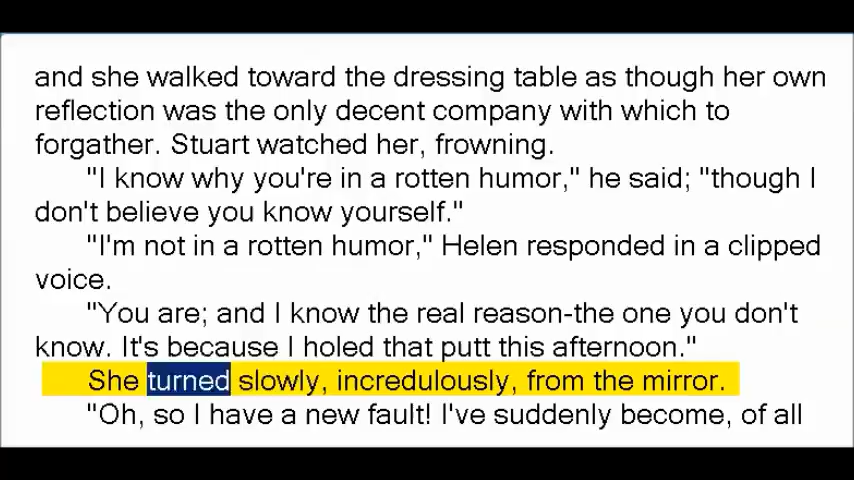 and she walked toward the dressing table as though her own
reflection was the only decent company with which to
forgather. Stuart watched her, frowning.
"I know why you're in a rotten humor," he said; "though I
don't believe you know yourself."
"I'm not in a rotten humor," Helen responded in a clipped
voice.
"You are; and I know the real reason-the one you don't
know. It's because I holed that putt this afternoon."
She turned slowly, incredulously, from the mirror.
"Oh, so I have a new fault! I've suddenly become, of all